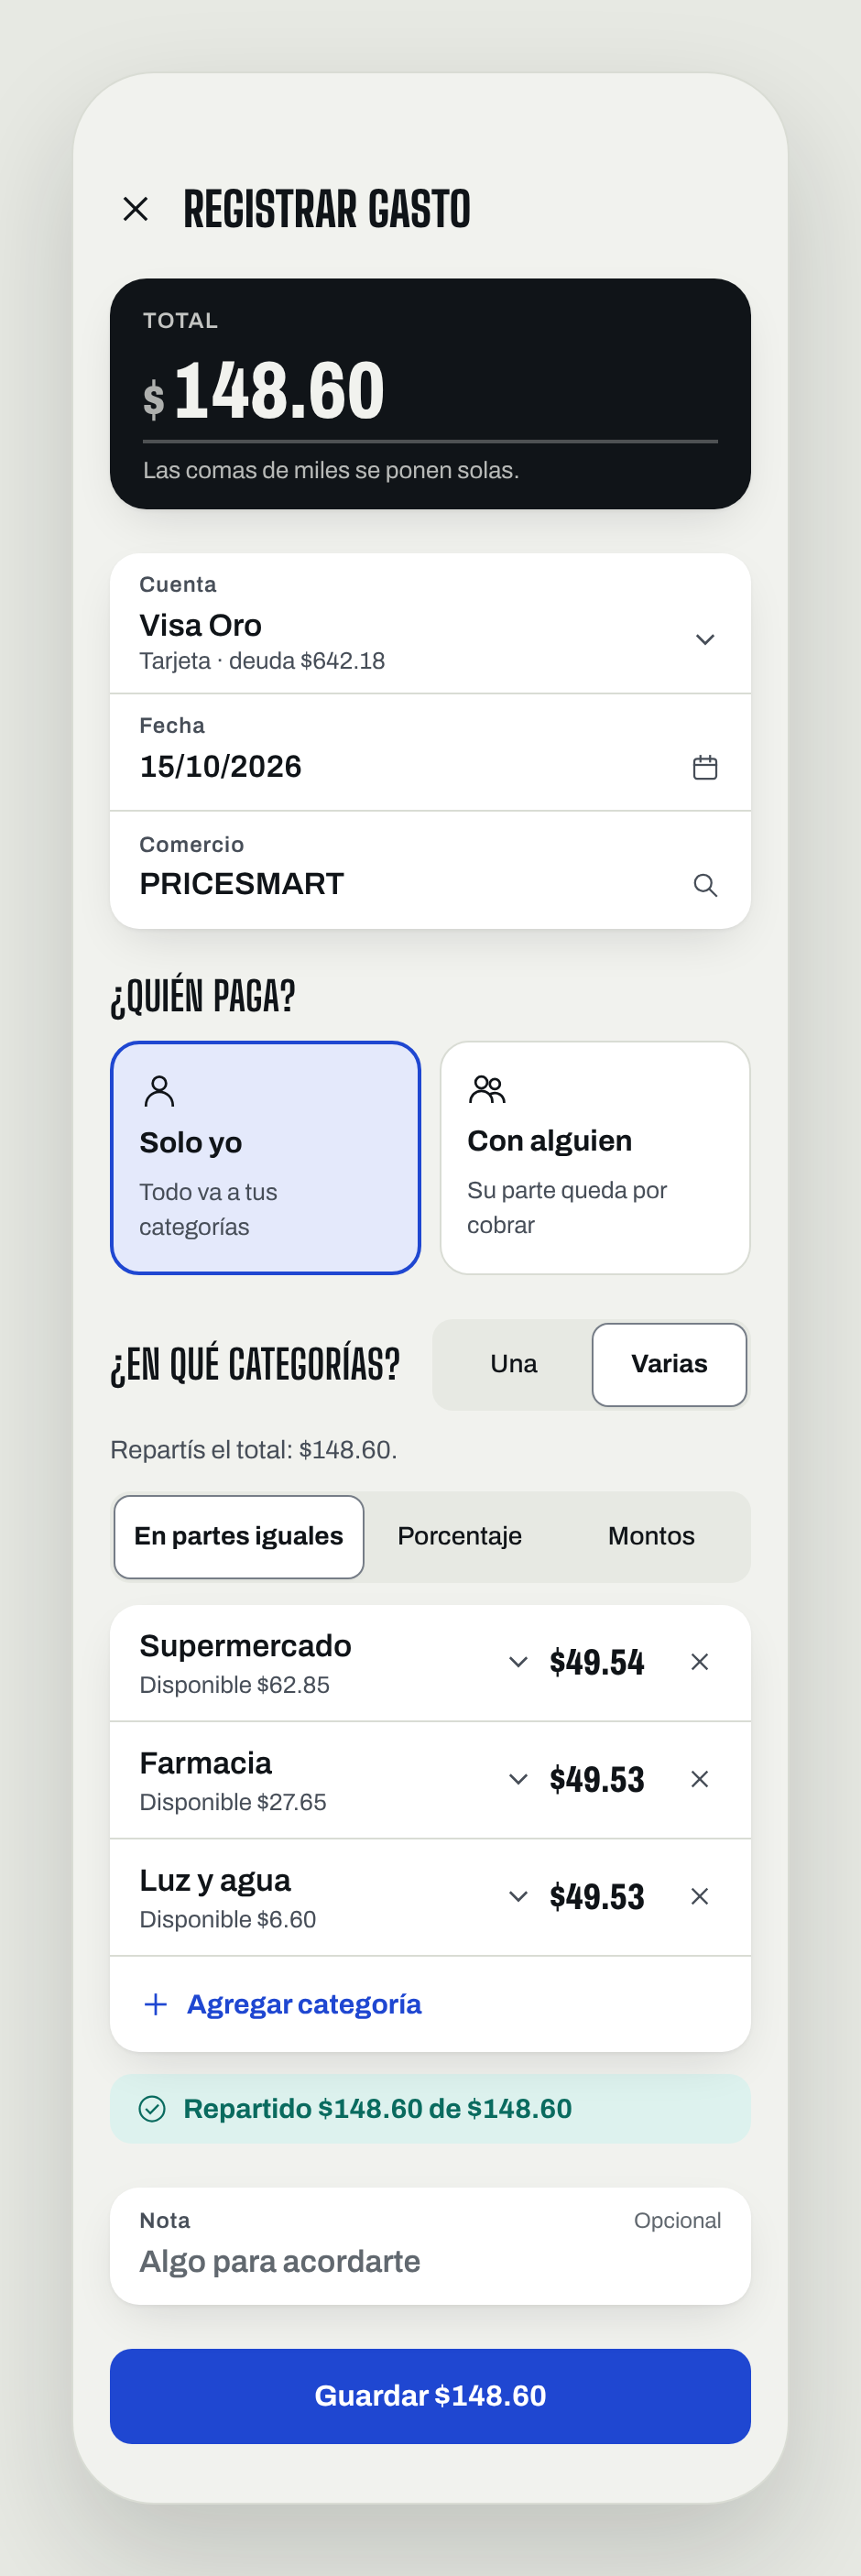 REGISTRAR GASTO
TOTAL
$ 148.60
Las comas de miles se ponen solas.
Cuenta
Visa Oro
Tarjeta · deuda $642.18
Fecha
15/10/2026
Comercio
PRICESMART
¿QUIÉN PAGA?
Solo yo
Todo va a tus
categorías
Con alguien
Su parte queda por
cobrar
¿EN QUÉ CATEGORÍAS?
Una
Varias
Repartís el total: $148.60.
En partes iguales
Porcentaje
Montos
Supermercado
Disponible $62.85
$49.54
Farmacia
Disponible $27.65
$49.53
Luz y agua
Disponible $6.60
$49.53
Agregar categoría
Repartido $148.60 de $148.60
Nota
Opcional
Algo para acordarte
Guardar $148.60